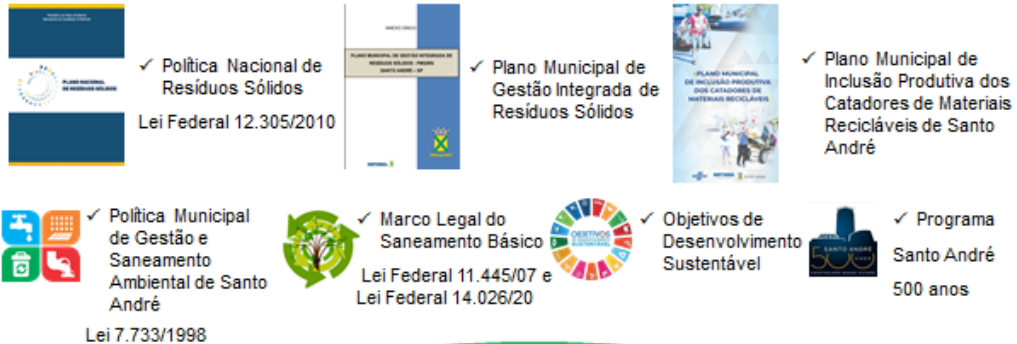 PLANO NACIONAL
DE RESÍDUOS SÓLIDOS
✓ Política Nacional de
Resíduos Sólidos
Lei Federal 12.305/2010
ANEXO ÚNICO
PLANO MUNICIPAL DE GESTÃO INTEGRADA DE
RESÍDUOS SÓLIDOS - PMGIRS
SANTO ANDRÉ - SP
✓ Plano Municipal de
Gestão Integrada de
Resíduos Sólidos
PLANO MUNICIPAL
DE INCLUSÃO PRODUTIVA
DOS CATADORES DE
MATERIAIS RECICLÁVEIS
✓ Plano Municipal de
Inclusão Produtiva dos
Catadores de Materiais
Recicláveis de Santo
André
✓ Política Municipal
de Gestão e
Saneamento
Ambiental de Santo
André
Lei 7.733/1998
✓ Marco Legal do
Saneamento Básico
Lei Federal 11.445/07 e
Lei Federal 14.026/20
OBJETIVOS
DE DESENVOLVIMENTO
SUSTENTÁVEL
✓ Objetivos de
Desenvolvimento
Sustentável
SANTO ANDRÉ
500 ANOS
✓ Programa
Santo André
500 anos